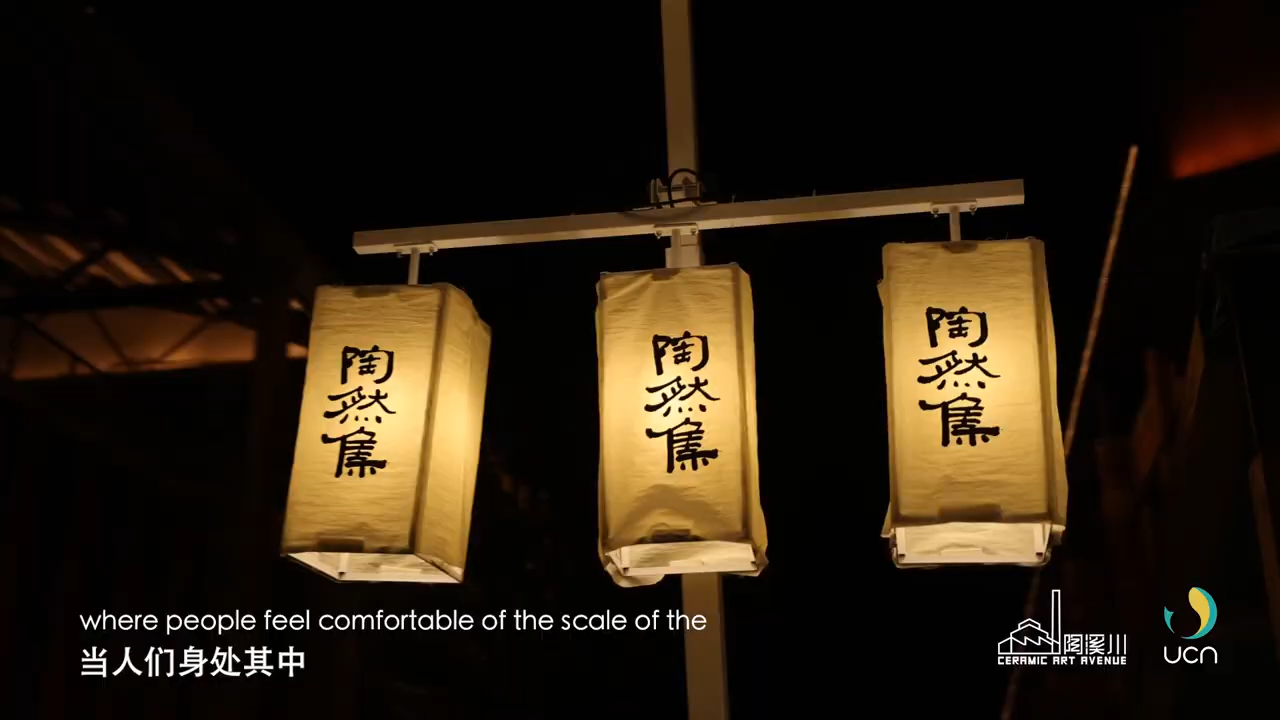 陶然集
陶然集
陶然集
where people feel comfortable of the scale of the
当人们身处其中
陶溪川
CERAMIC ART AVENUE
ucn